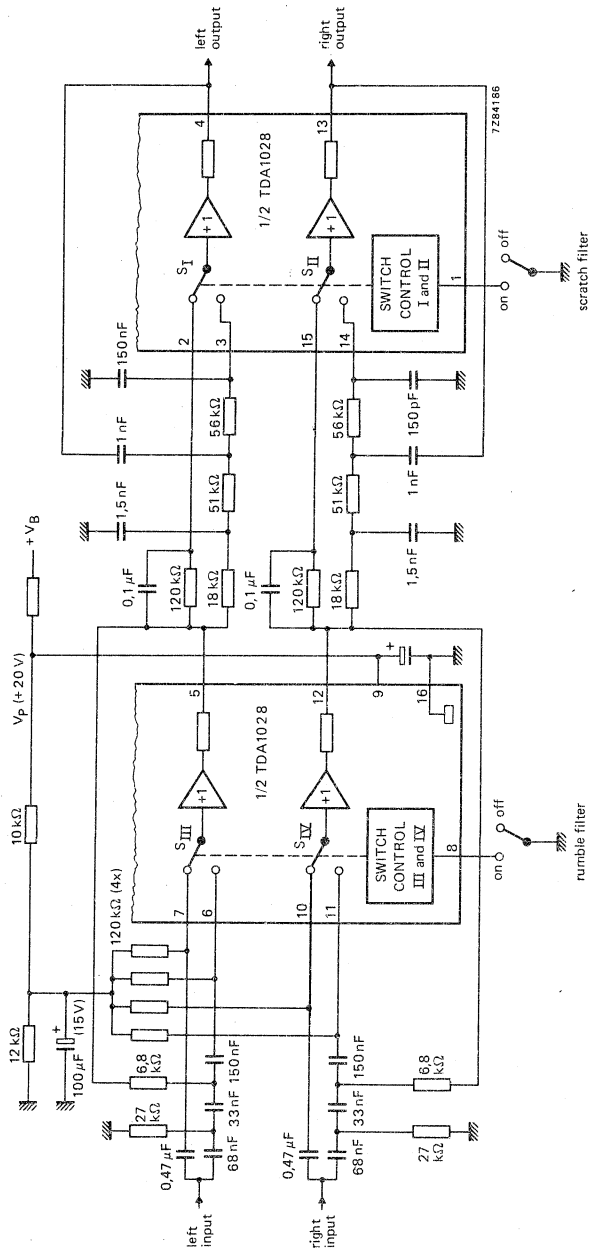 12 kΩ
10 kΩ
V_P (+ 20 V)
+ V_B
100 μF
+
(15 V)
120 kΩ (4x)
27 kΩ
6,8 kΩ
0,47 μF
left input
68 nF
33 nF
150 nF
7
6
S_III
+1
5
1/2 TDA1028
0,47 μF
right input
68 nF
33 nF
150 nF
10
11
S_IV
+1
12
27 kΩ
6,8 kΩ
SWITCH CONTROL III and IV
8
9
16
+
on
off
rumble filter
0,1 μF
120 kΩ
18 kΩ
1,5 nF
51 kΩ
1 nF
56 kΩ
150 nF
0,1 μF
120 kΩ
18 kΩ
1,5 nF
51 kΩ
1 nF
56 kΩ
150 pF
2
3
S_I
+1
4
1/2 TDA1028
15
14
S_II
+1
13
SWITCH CONTROL I and II
1
on
off
scratch filter
left output
right output
7Z84186